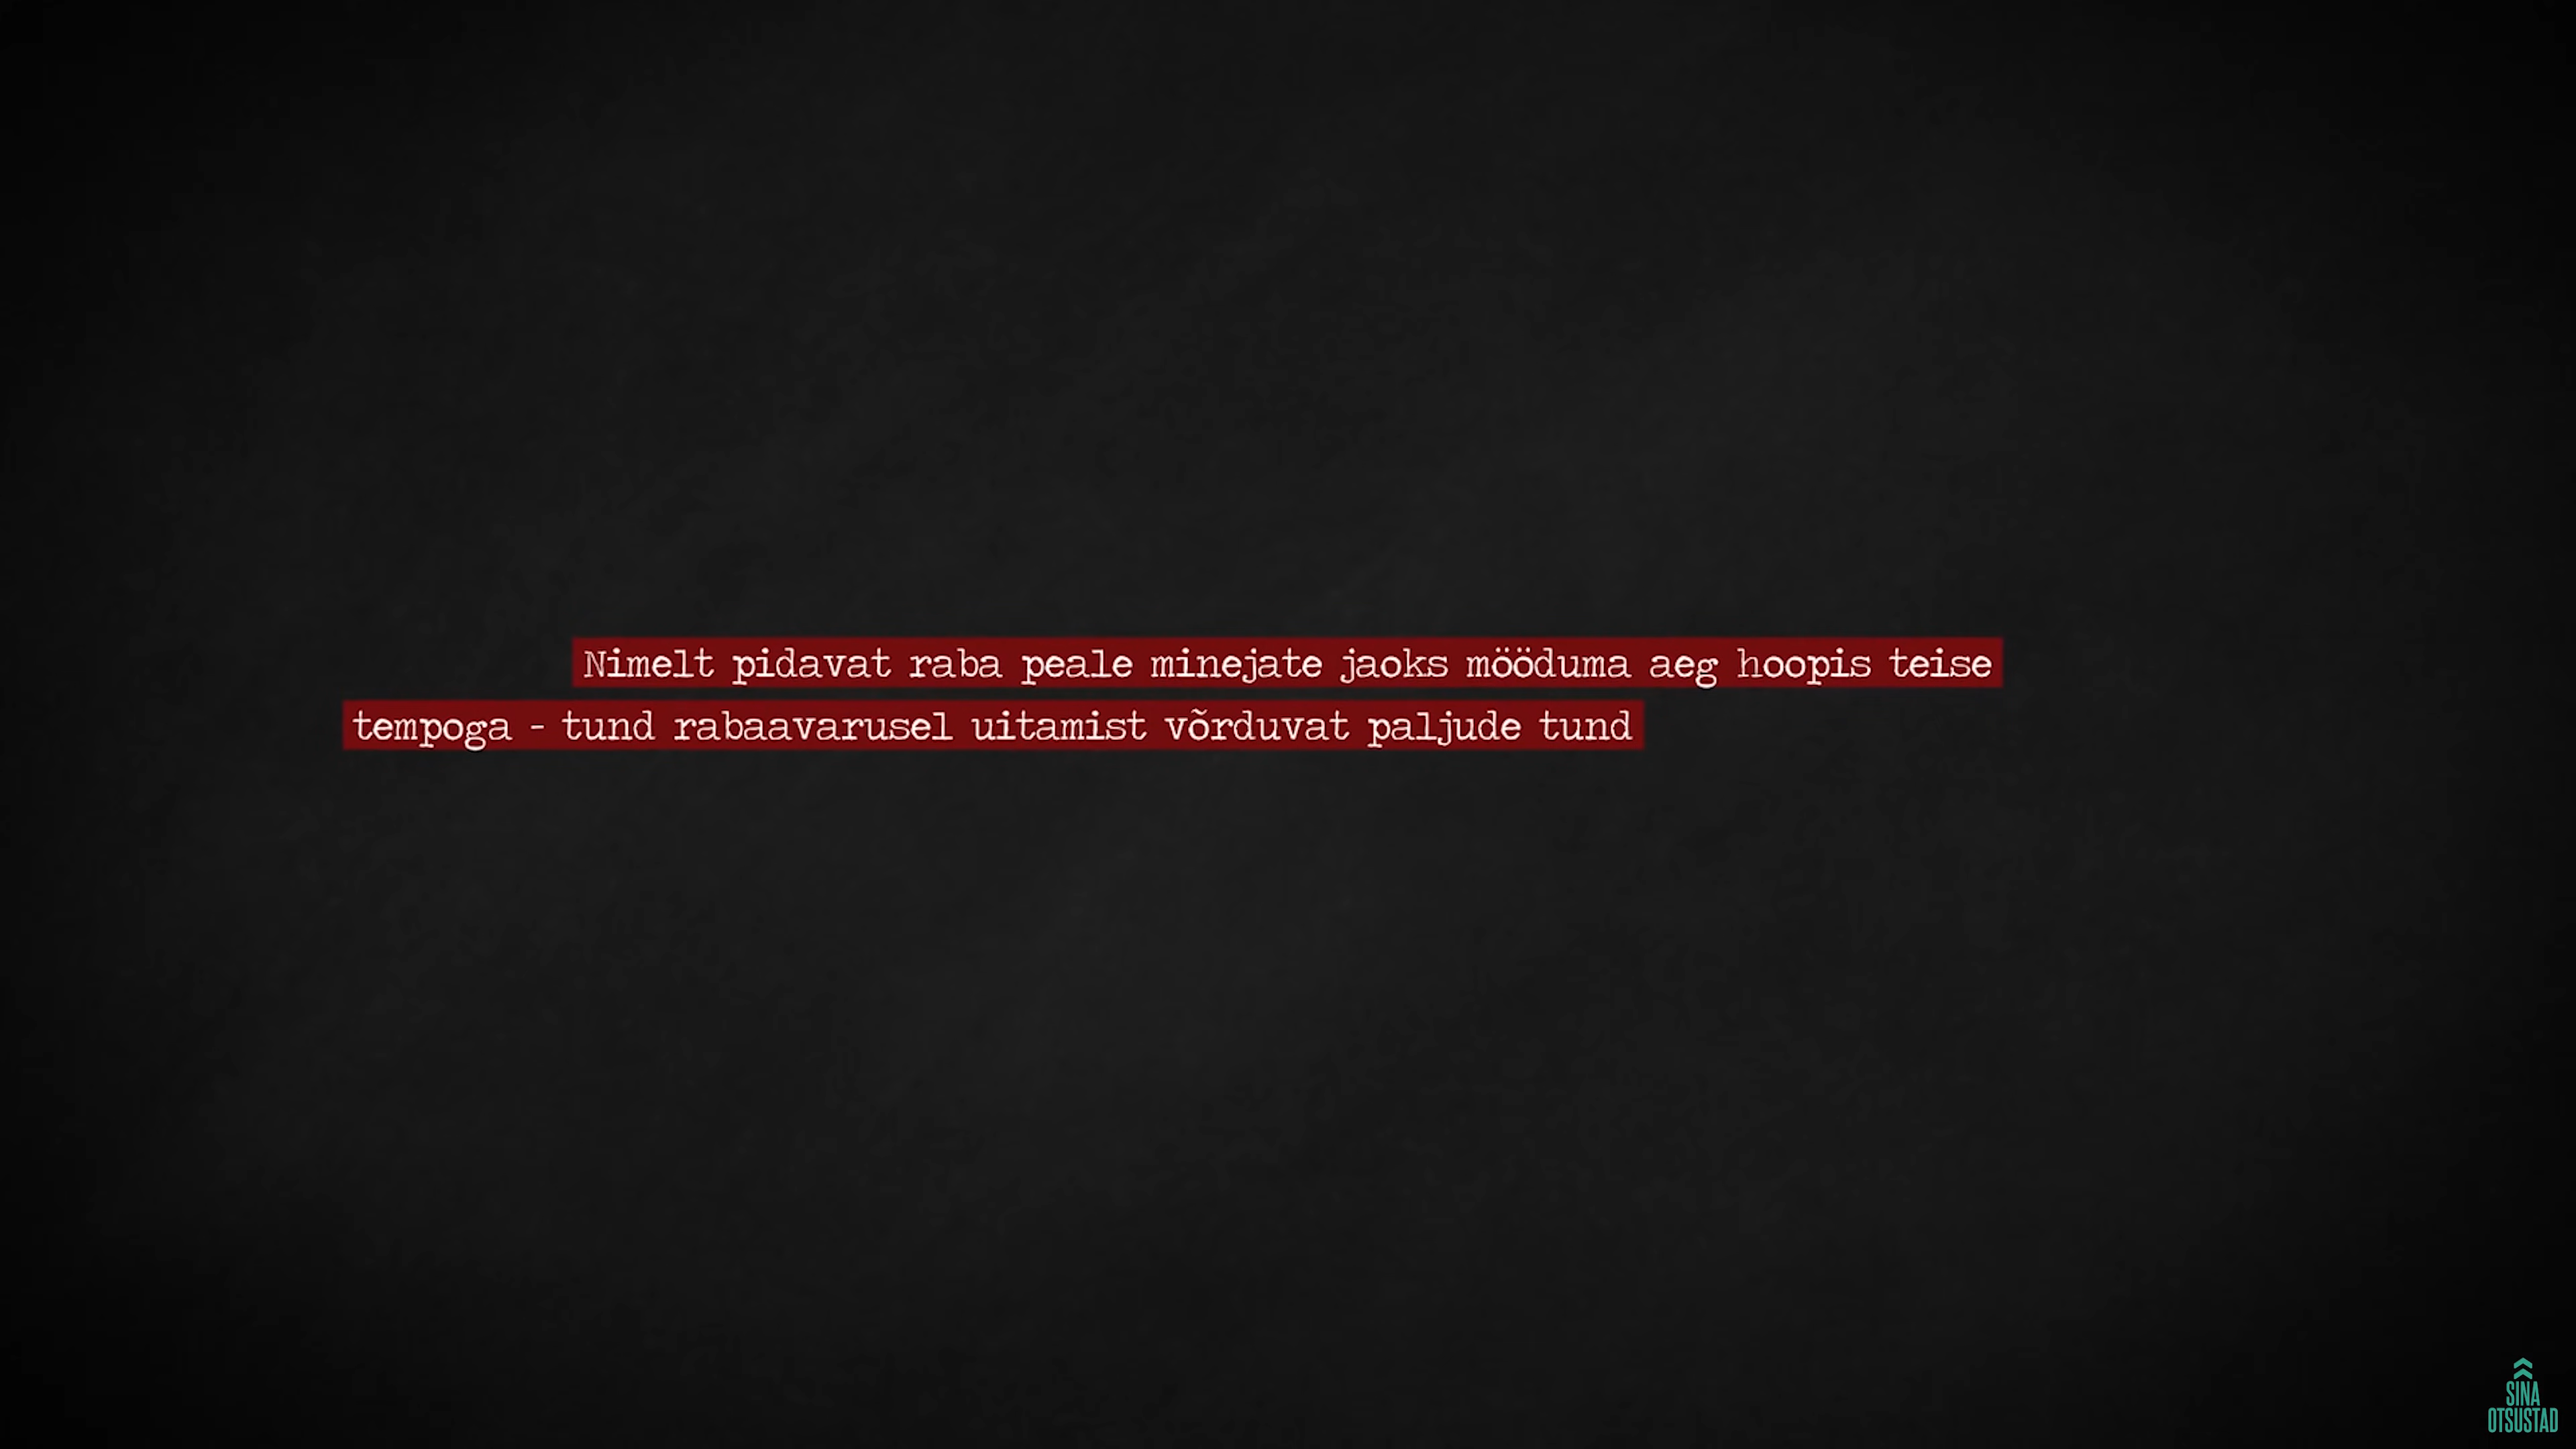 Nimelt pidavat raba peale minejate jaoks mööduma aeg hoopis teise
tempoga - tund rabaavarusel uitamist võrduvat paljude tund
SINA
OTSUSTAD